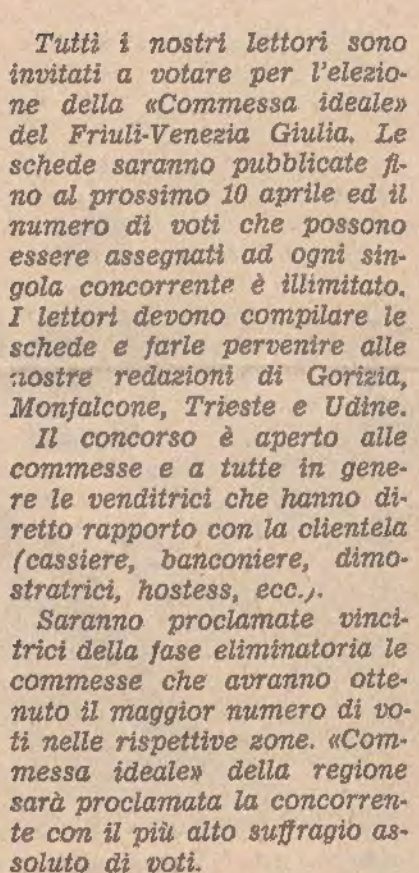 Tutti i nostri lettori sono
invitati a votare per l'elezio-
ne della «Commessa ideale»
del Friuli-Venezia Giulia. Le
schede saranno pubblicate fi-
no al prossimo 10 aprile ed il
numero di voti che possono
essere assegnati ad ogni sin-
gola concorrente è illimitato.
I lettori devono compilare le
schede e farle pervenire alle
nostre redazioni di Gorizia,
Monfalcone, Trieste e Udine.
Il concorso è aperto alle
commesse e a tutte in gene-
re le venditrici che hanno di-
retto rapporto con la clientela
(cassiere, banconiere, dimo-
stratrici, hostess, ecc.).
Saranno proclamate vinci-
trici della fase eliminatoria le
commesse che avranno otte-
nuto il maggior numero di vo-
ti nelle rispettive zone. «Com-
messa ideale» della regione
sarà proclamata la concorren-
te con il più alto suffragio as-
soluto di voti.